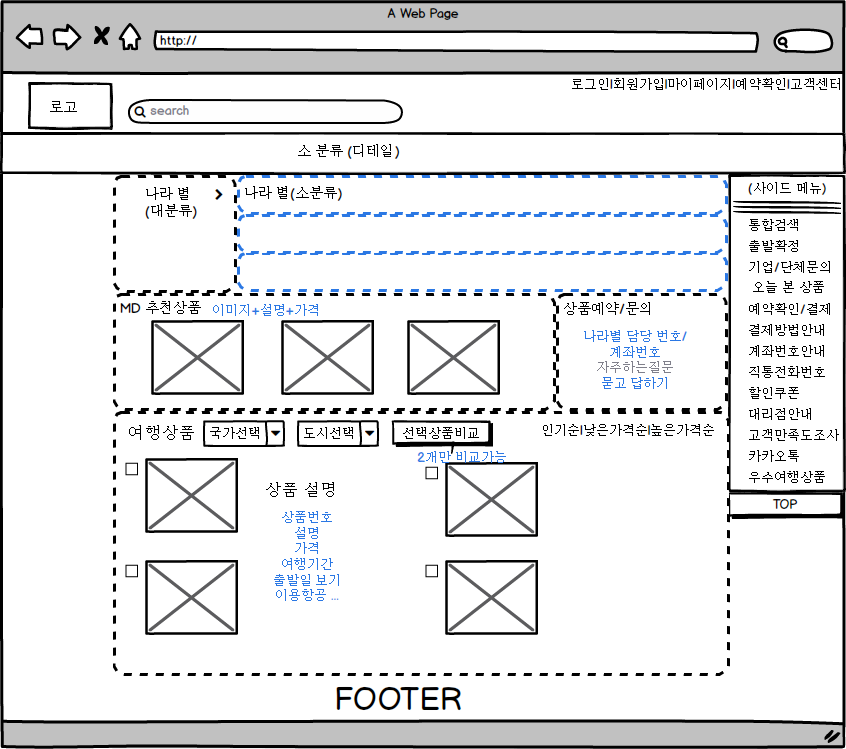 A Web Page
http://
로그인|회원가입|마이페이지|예약확인|고객센터
로고
search
소 분류 (디테일)
나라 별
(대분류)
나라 별(소분류)
(사이드 메뉴)
통합검색
출발확정
기업/단체문의
오늘 본 상품
예약확인/결제
결제방법안내
계좌번호안내
직통전화번호
할인쿠폰
대리점안내
고객만족도조사
카카오톡
우수여행상품
TOP
MD 추천상품 이미지+설명+가격
상품예약/문의
나라별 담당 번호/
계좌번호
자주하는질문
묻고 답하기
여행상품 국가선택 도시선택 선택상품비교 인기순|낮은가격순|높은가격순
2개만 비교가능
상품 설명
상품번호
설명
가격
여행기간
출발일 보기
이용항공 ...
FOOTER